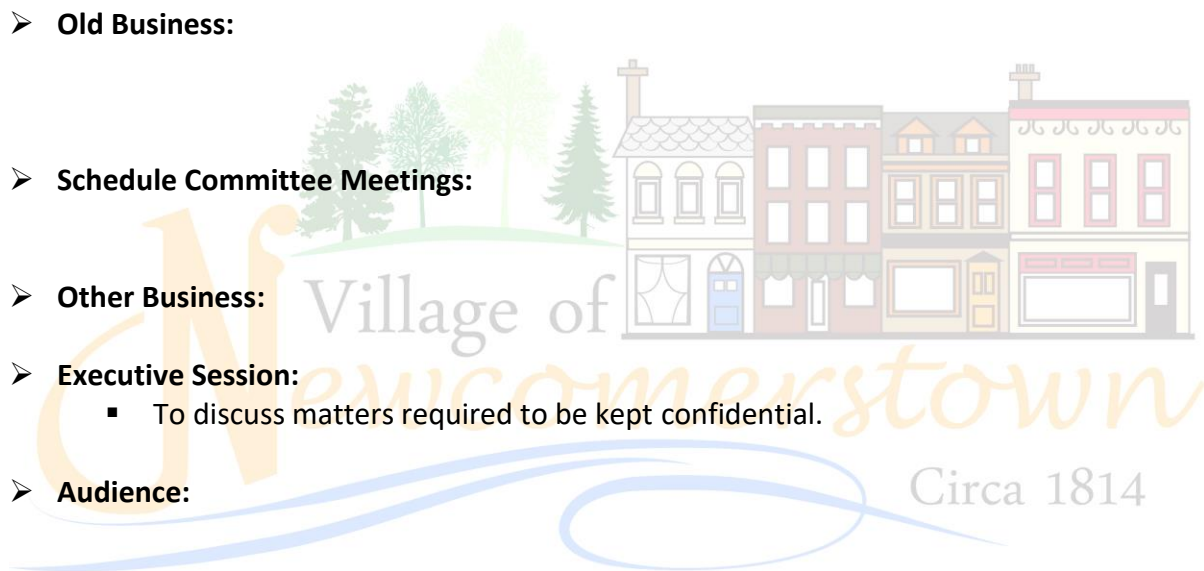 ➢ Old Business:
➢ Schedule Committee Meetings:
➢ Other Business:
Village of
➢ Executive Session:
Newcomerstown
▪ To discuss matters required to be kept confidential.
➢ Audience:
Circa 1814